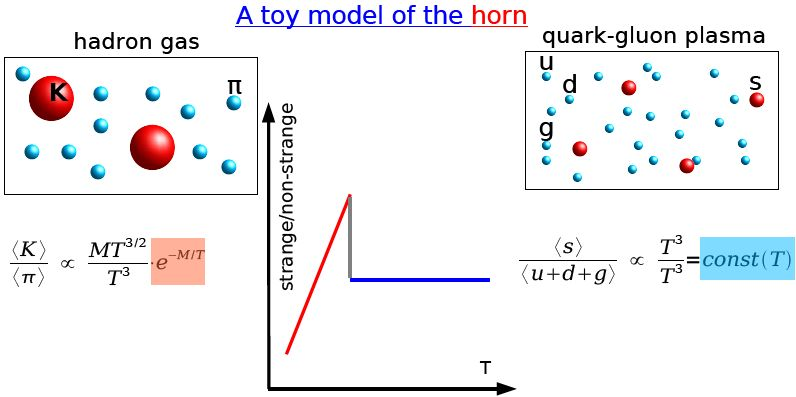 A toy model of the horn
hadron gas
quark-gluon plasma
K
π
u
d
s
g
strange/non-strange
⟨K⟩/⟨π⟩ ∝ MT^3/2/T^3 · e^−M/T
⟨s⟩/⟨u+d+g⟩ ∝ T^3/T^3 =const(T)
T